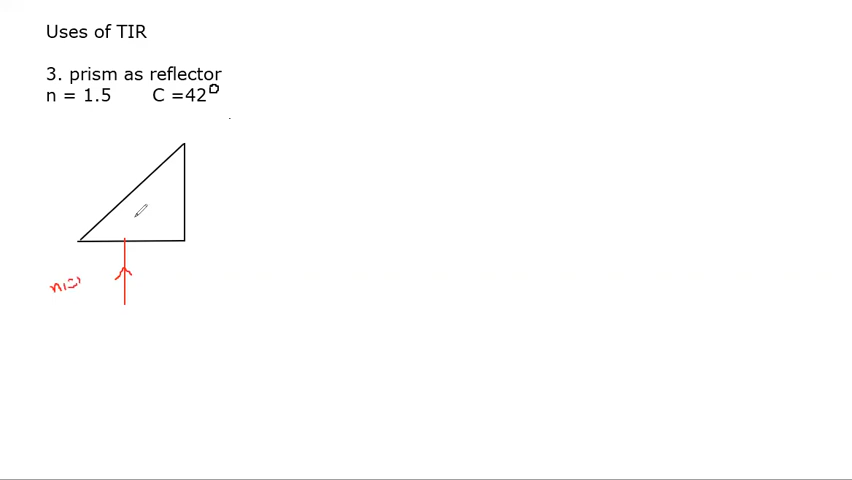 Uses of TIR
3. prism as reflector
n = 1.5 C =42°